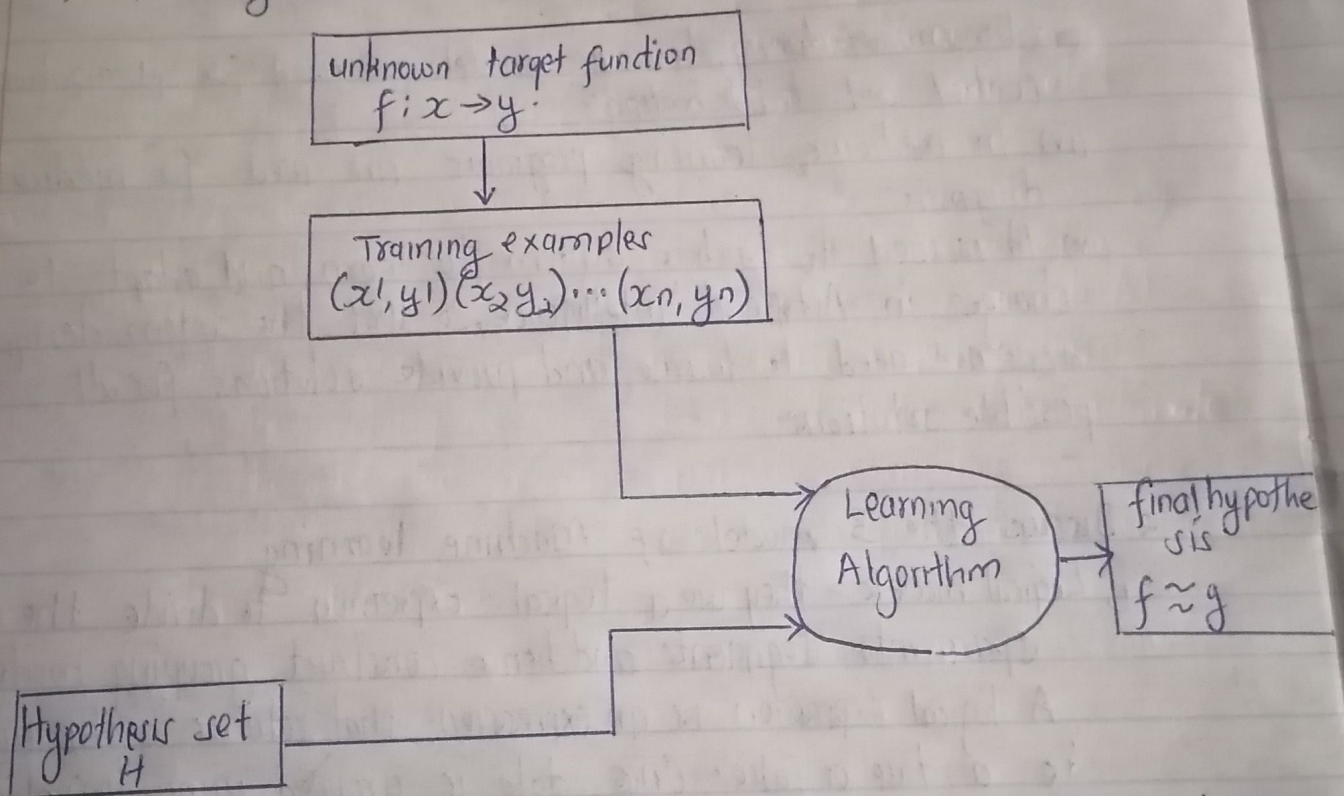 unknown target function
f : x → y .
Training examples
(x1, y1) (x2 y2) ... (xn, yn)
Learning
Algorithm
final hypothe
sis
f ≈ g
Hypothesis set
H